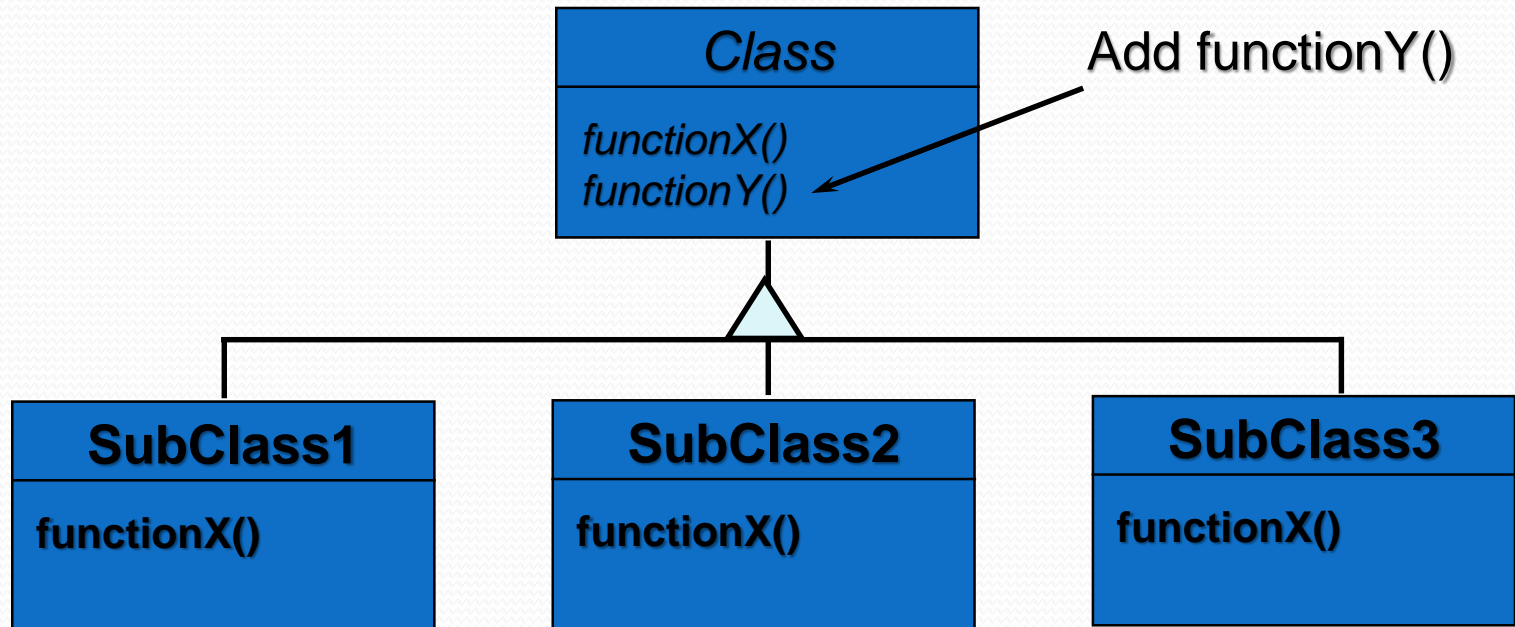 Class
Add functionY()
functionX()
functionY()
SubClass1
functionX()
SubClass2
functionX()
SubClass3
functionX()